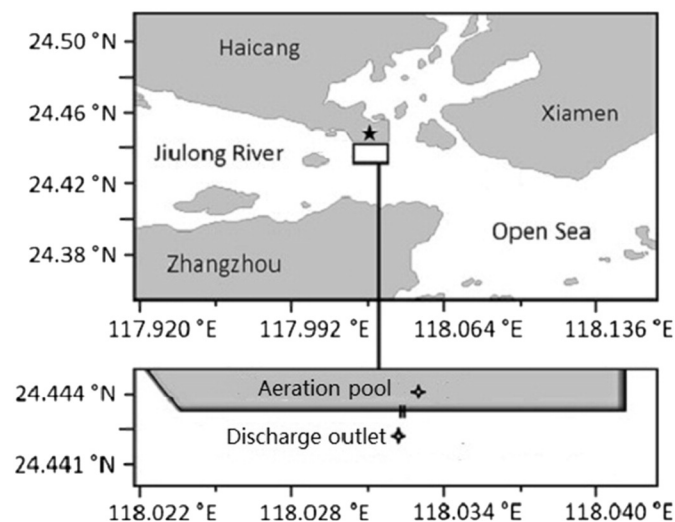 24.50 °N
Haicang
24.46 °N
Xiamen
Jiulong River
24.42 °N
Open Sea
24.38 °N
Zhangzhou
117.920 °E 117.992 °E 118.064 °E 118.136 °E
24.444 °N
Aeration pool
Discharge outlet
24.441 °N
118.022 °E 118.028 °E 118.034 °E 118.040 °E